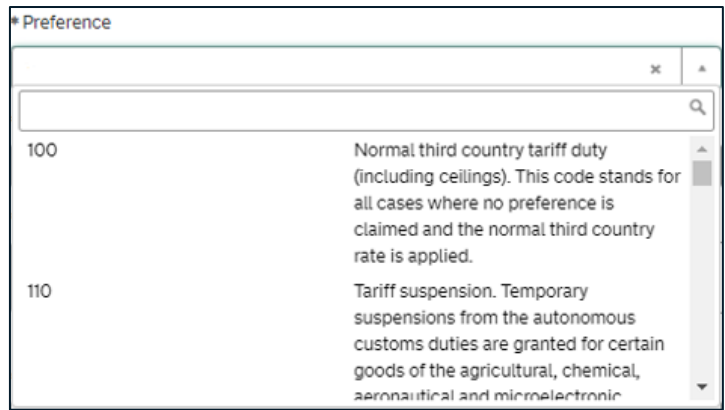 * Preference
100
Normal third country tariff duty
(including ceilings). This code stands for
all cases where no preference is
claimed and the normal third country
rate is applied.
110
Tariff suspension. Temporary
suspensions from the autonomous
customs duties are granted for certain
goods of the agricultural, chemical,
aeronautical and microelectronic